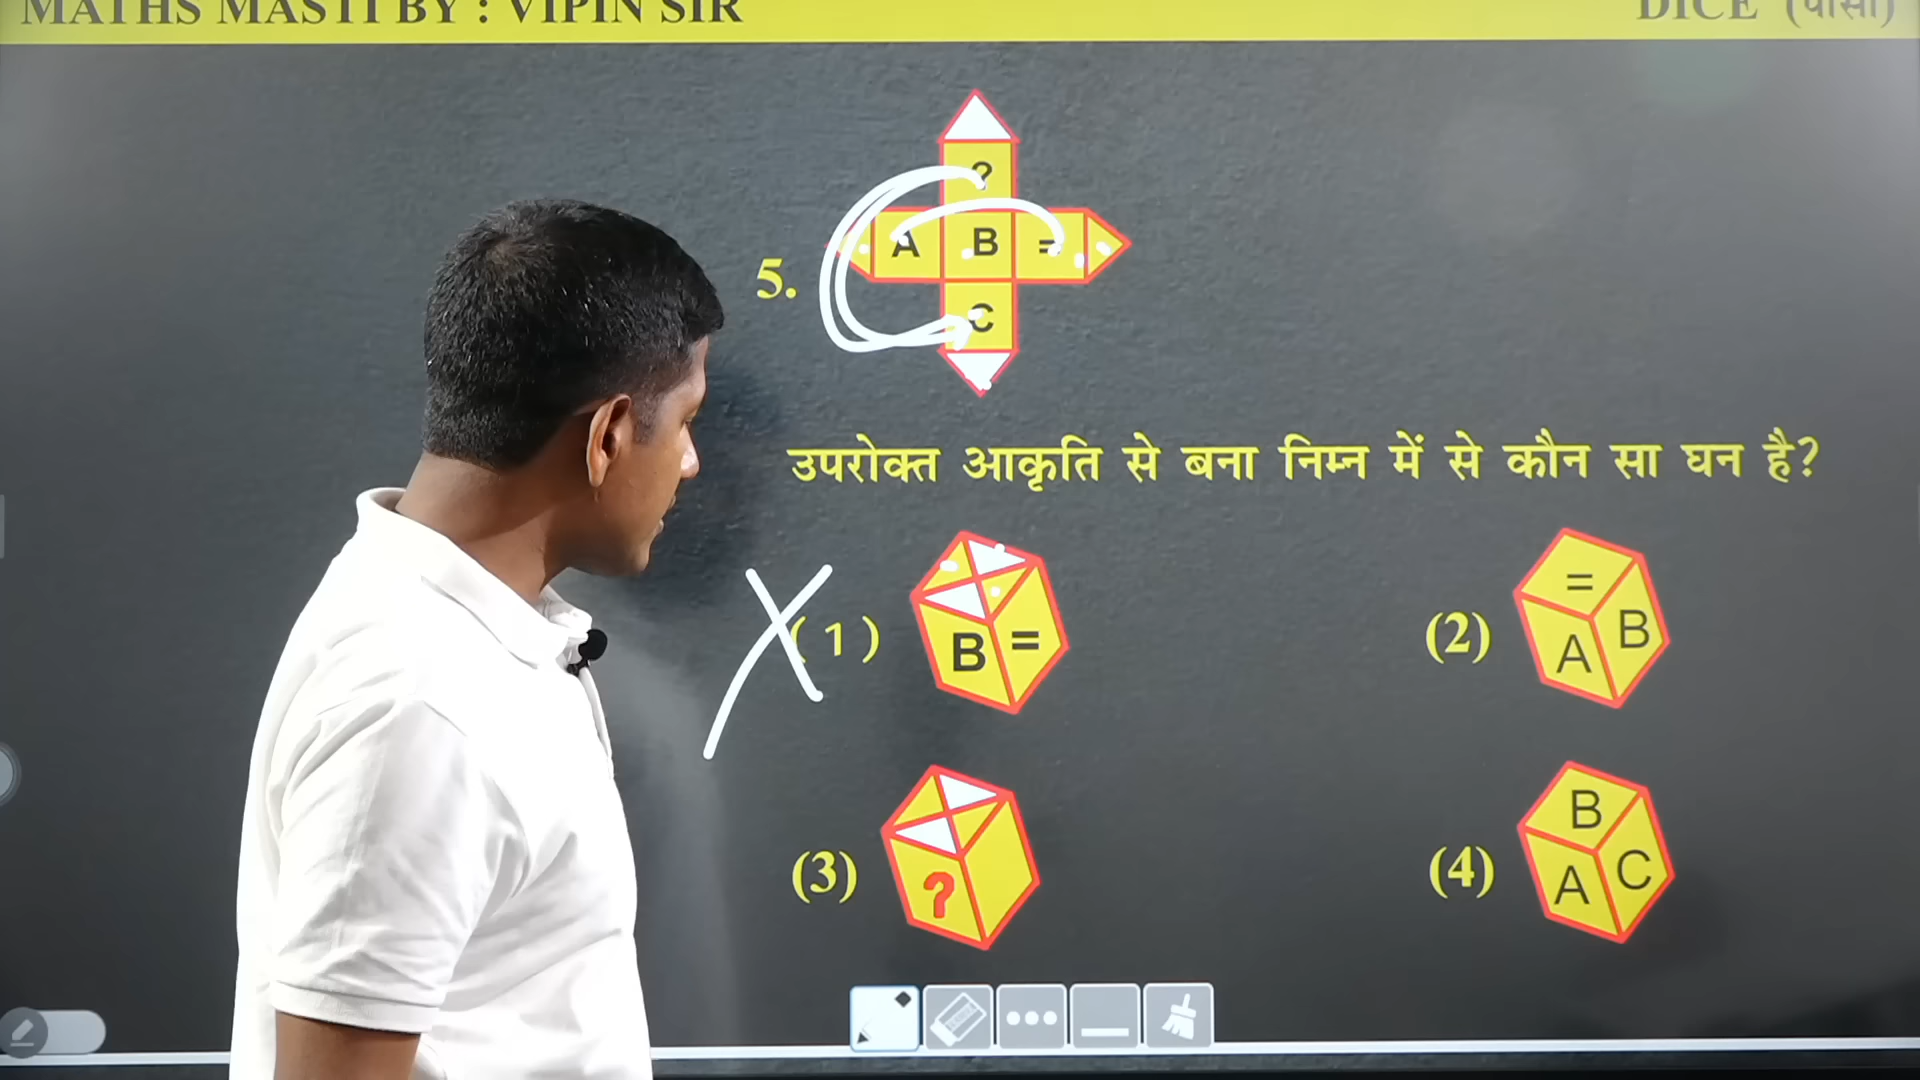 MATHS MASTI BY : VIPIN SIR
DICE (पासा)
?
5.
A B =
C
उपरोक्त आकृति से बना निम्न में से कौन सा घन है?
(1)
B =
(2)
=
A B
(3)
?
(4)
B
A C